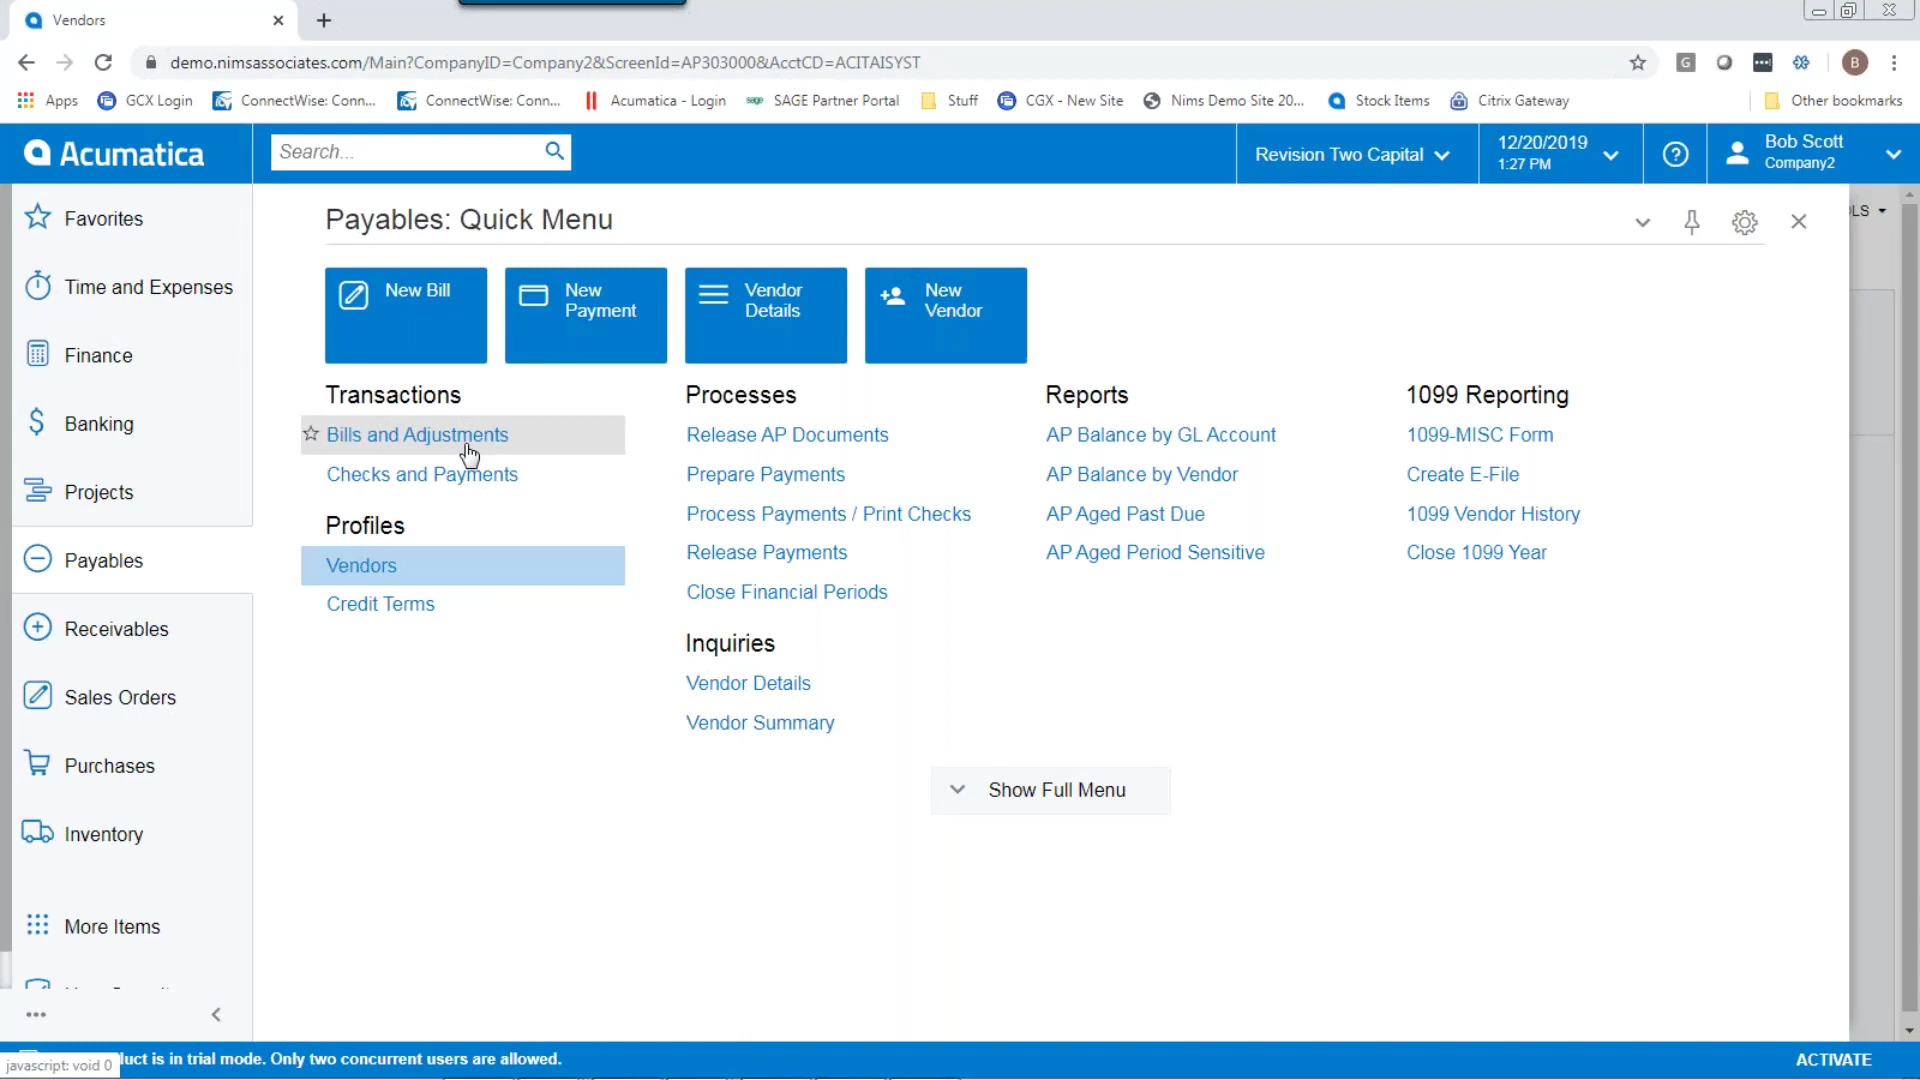 Vendors
demo.nimsassociates.com/Main?CompanyID=Company2&ScreenId=AP303000&AcctCD=ACITAISYST
G
B
Apps
GCX Login
ConnectWise: Conn...
ConnectWise: Conn...
Acumatica - Login
SAGE Partner Portal
Stuff
CGX - New Site
Nims Demo Site 20...
Stock Items
Citrix Gateway
Other bookmarks
Acumatica
Search...
Revision Two Capital
12/20/2019
1:27 PM
Bob Scott
Company2
Favorites
Time and Expenses
Finance
Banking
Projects
Payables
Receivables
Sales Orders
Purchases
Inventory
More Items
Payables: Quick Menu
LS
New Bill
New
Payment
Vendor
Details
New
Vendor
Transactions
Bills and Adjustments
Checks and Payments
Profiles
Vendors
Credit Terms
Processes
Release AP Documents
Prepare Payments
Process Payments / Print Checks
Release Payments
Close Financial Periods
Inquiries
Vendor Details
Vendor Summary
Reports
AP Balance by GL Account
AP Balance by Vendor
AP Aged Past Due
AP Aged Period Sensitive
1099 Reporting
1099-MISC Form
Create E-File
1099 Vendor History
Close 1099 Year
Show Full Menu
javascript: void 0
duct is in trial mode. Only two concurrent users are allowed.
ACTIVATE